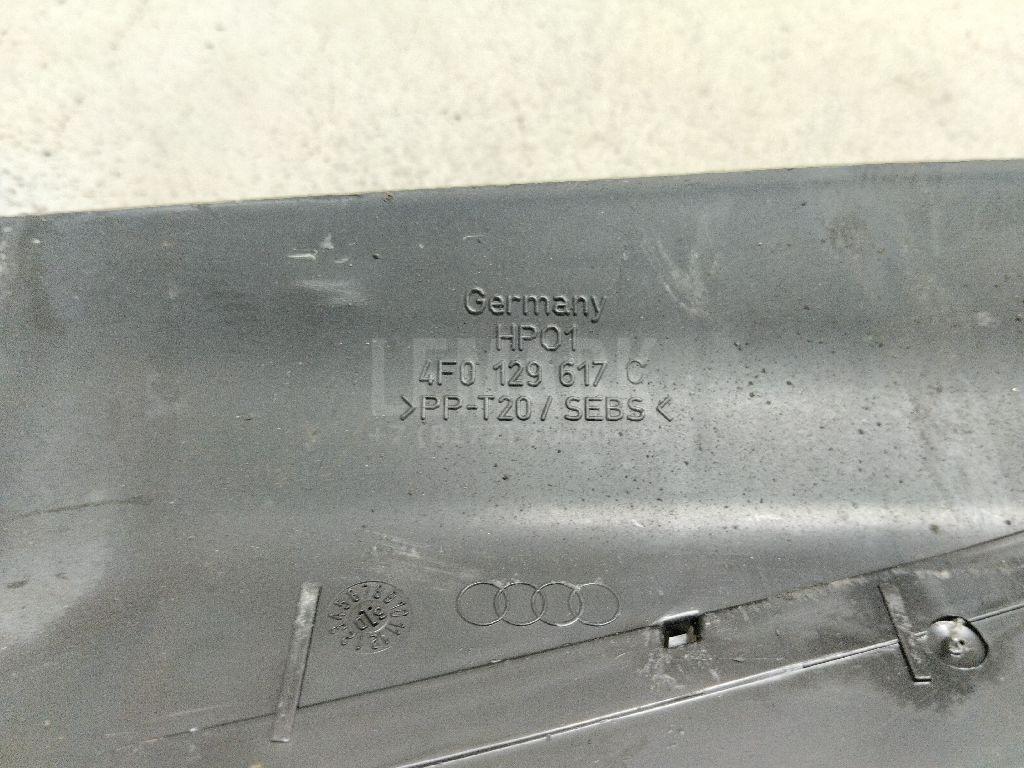 Germany
HP01
4F0 129 617 C
>PP-T20 / SEBS<